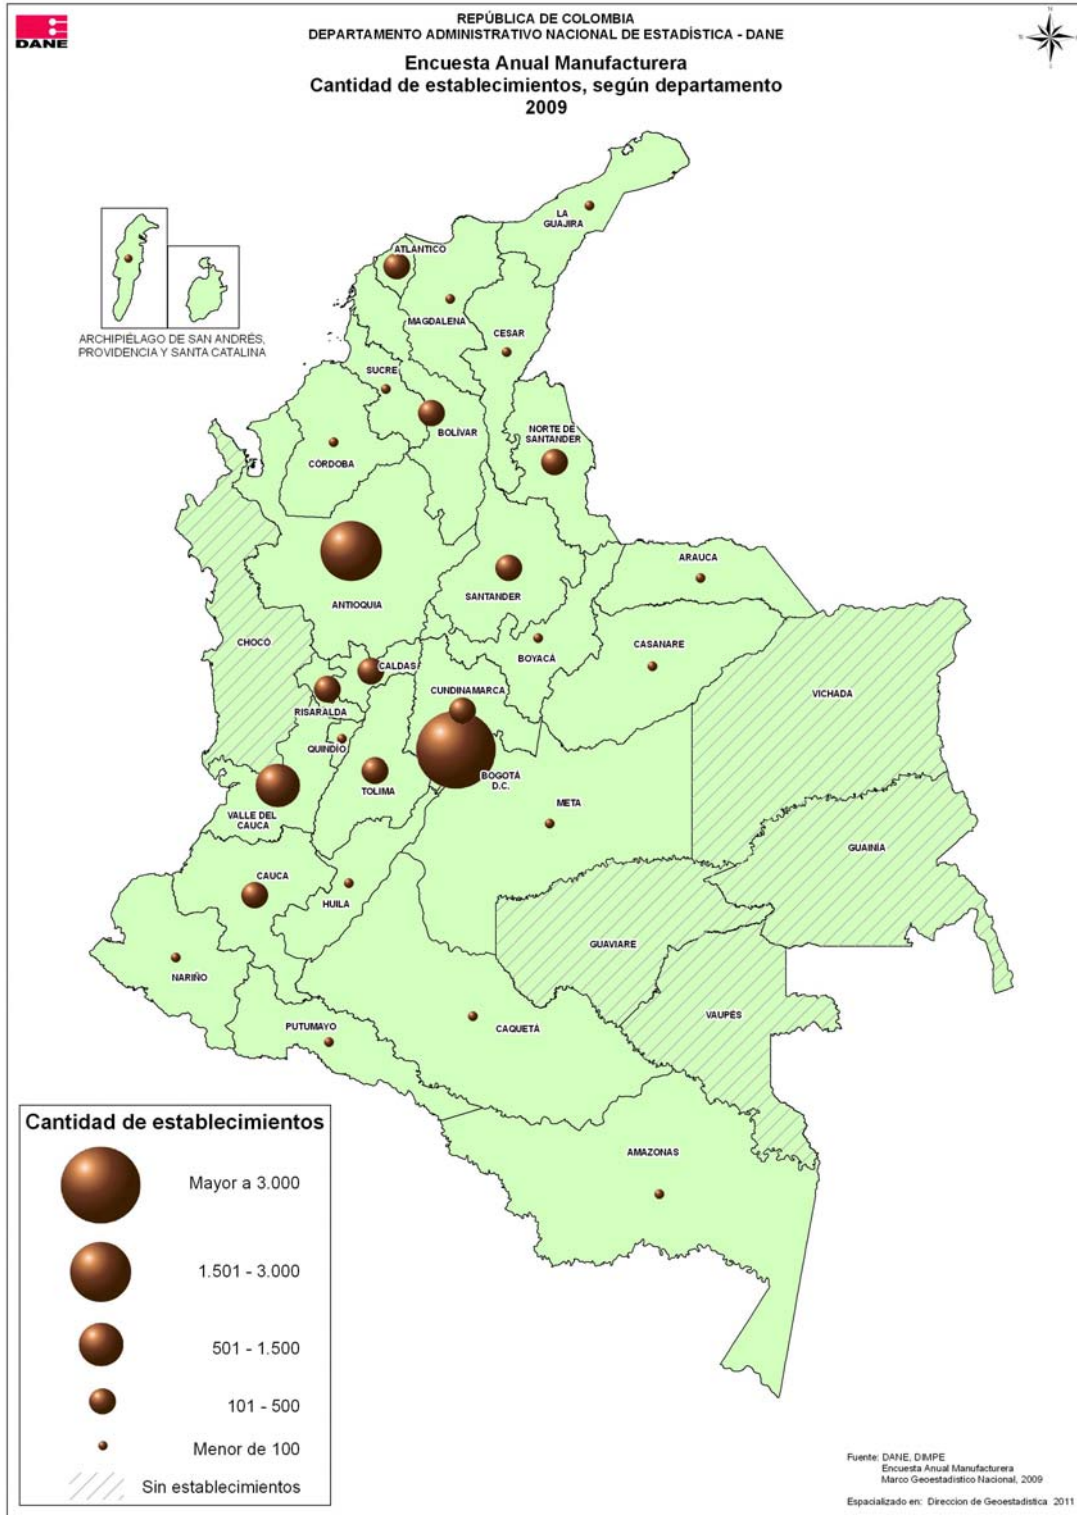 DANE
REPÚBLICA DE COLOMBIA
DEPARTAMENTO ADMINISTRATIVO NACIONAL DE ESTADÍSTICA - DANE
Encuesta Anual Manufacturera
Cantidad de establecimientos, según departamento
2009
N
LA
GUAJIRA
ATLÁNTICO
MAGDALENA
CESAR
ARCHIPIÉLAGO DE SAN ANDRÉS,
PROVIDENCIA Y SANTA CATALINA
SUCRE
BOLÍVAR
NORTE DE
SANTANDER
CÓRDOBA
ARAUCA
SANTANDER
ANTIOQUIA
CHOCÓ
BOYACÁ
CASANARE
CALDAS
CUNDINAMARCA
VICHADA
RISARALDA
QUINDÍO
BOGOTÁ
D.C.
TOLIMA
META
VALLE DEL
CAUCA
GUAINÍA
CAUCA
HUILA
GUAVIARE
NARIÑO
VAUPÉS
PUTUMAYO
CAQUETÁ
AMAZONAS
Cantidad de establecimientos
Mayor a 3.000
1.501 - 3.000
501 - 1.500
101 - 500
Menor de 100
Sin establecimientos
Fuente: DANE, DIMPE
Encuesta Anual Manufacturera
Marco Geoestadistico Nacional, 2009
Espacializado en: Direccion de Geoestadistica 2011